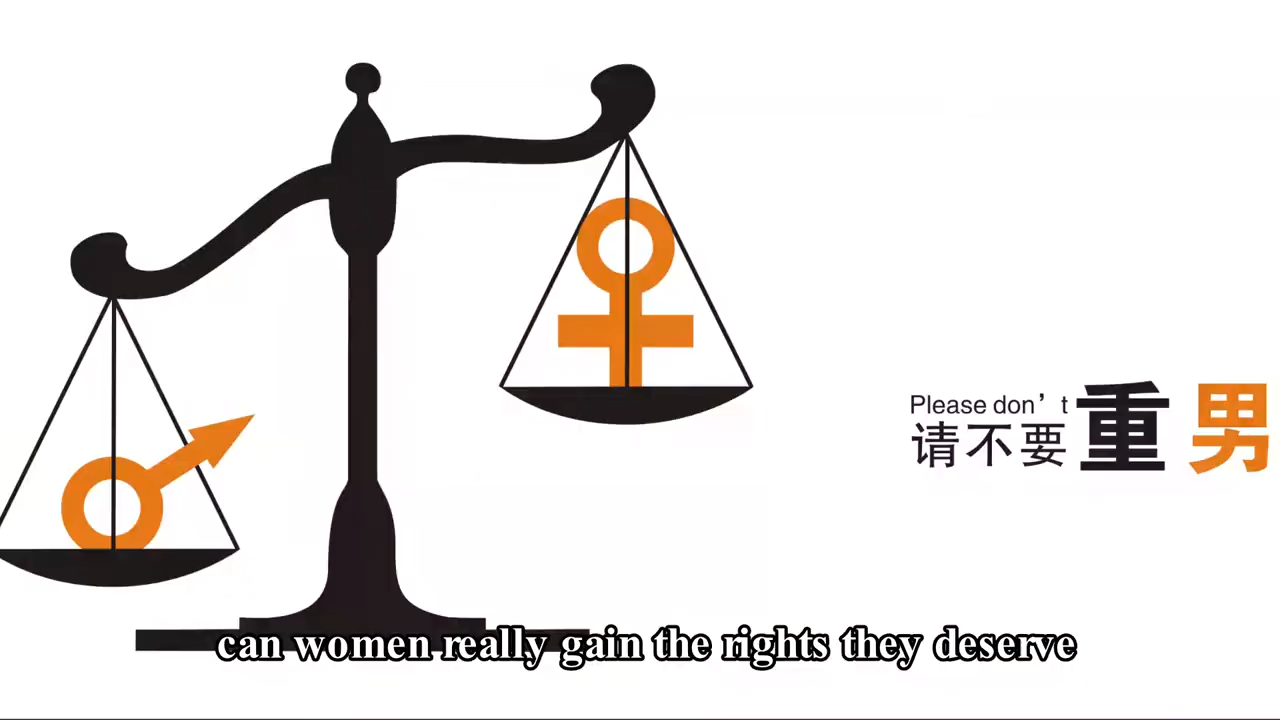 Please don’t
请不要重男
can women really gain the rights they deserve